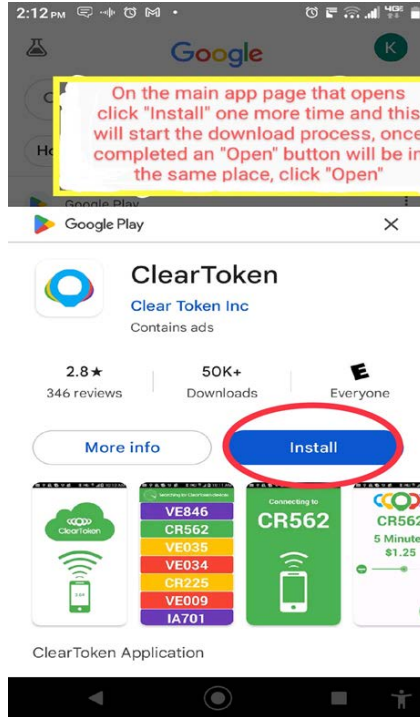 2:12 PM
4G
Google
K
On the main app page that opens
click "Install" one more time and this
will start the download process, once
completed an "Open" button will be in
the same place, click "Open"
Google Play
Google Play
ClearToken
Clear Token Inc
Contains ads
2.8★ 50K+ E
346 reviews Downloads Everyone
More info Install
ClearToken
Searching for ClearToken devices
VE846
CR562
VE035
VE034
CR225
VE009
IA701
Connecting to
CR562
CR562
5 Minute
$1.25
ClearToken Application